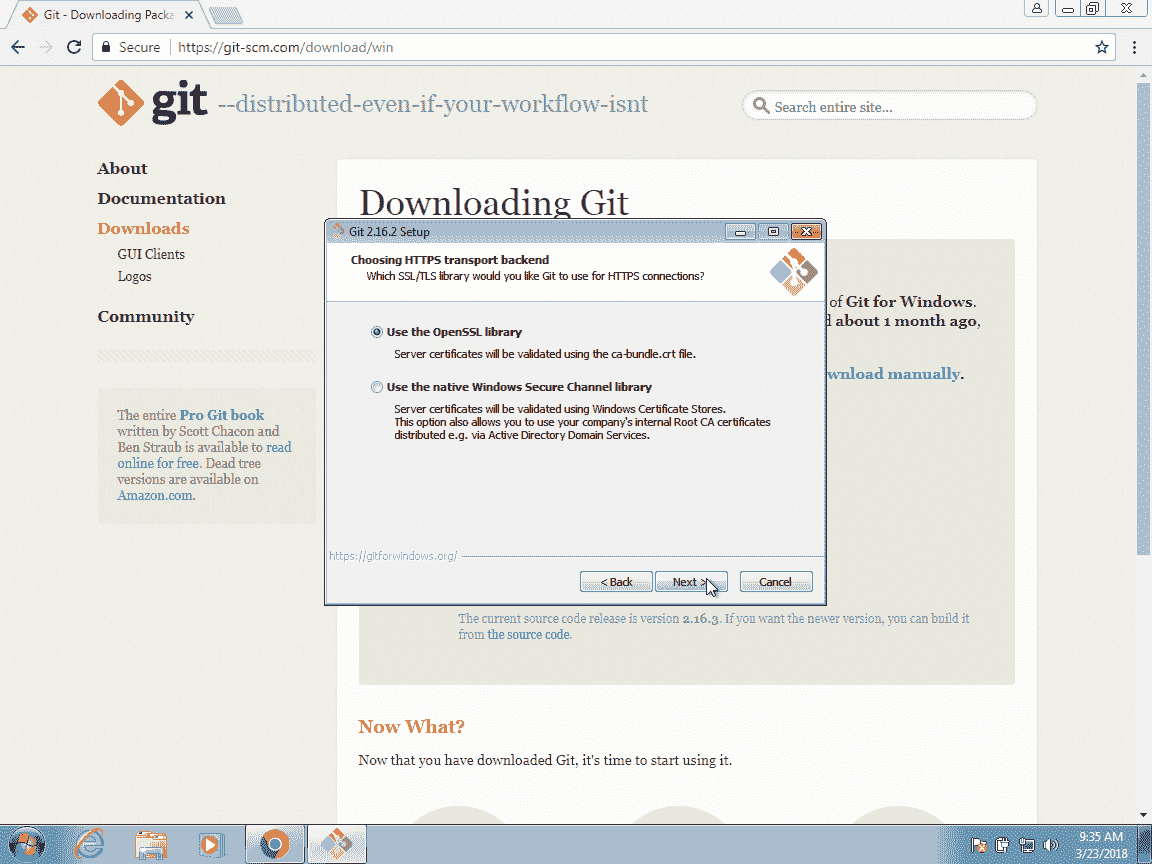 Git - Downloading Pack
Secure
https://git-scm.com/download/win
git --distributed-even-if-your-workflow-isnt
Search entire site...
About
Documentation
Downloads
GUI Clients
Logos
Community
The entire Pro Git book
written by Scott Chacon and
Ben Straub is available to read
online for free. Dead tree
versions are available on
Amazon.com.
Downloading Git
of Git for Windows.
about 1 month ago,
wnload manually.
Git 2.16.2 Setup
Choosing HTTPS transport backend
Which SSL/TLS library would you like Git to use for HTTPS connections?
Use the OpenSSL library
Server certificates will be validated using the ca-bundle.crt file.
Use the native Windows Secure Channel library
Server certificates will be validated using Windows Certificate Stores.
This option also allows you to use your company's internal Root CA certificates
distributed e.g. via Active Directory Domain Services.
https://gitforwindows.org/
< Back
Next >
Cancel
The current source code release is version 2.16.3. If you want the newer version, you can build it
from the source code.
Now What?
Now that you have downloaded Git, it's time to start using it.
9:35 AM
3/23/2018